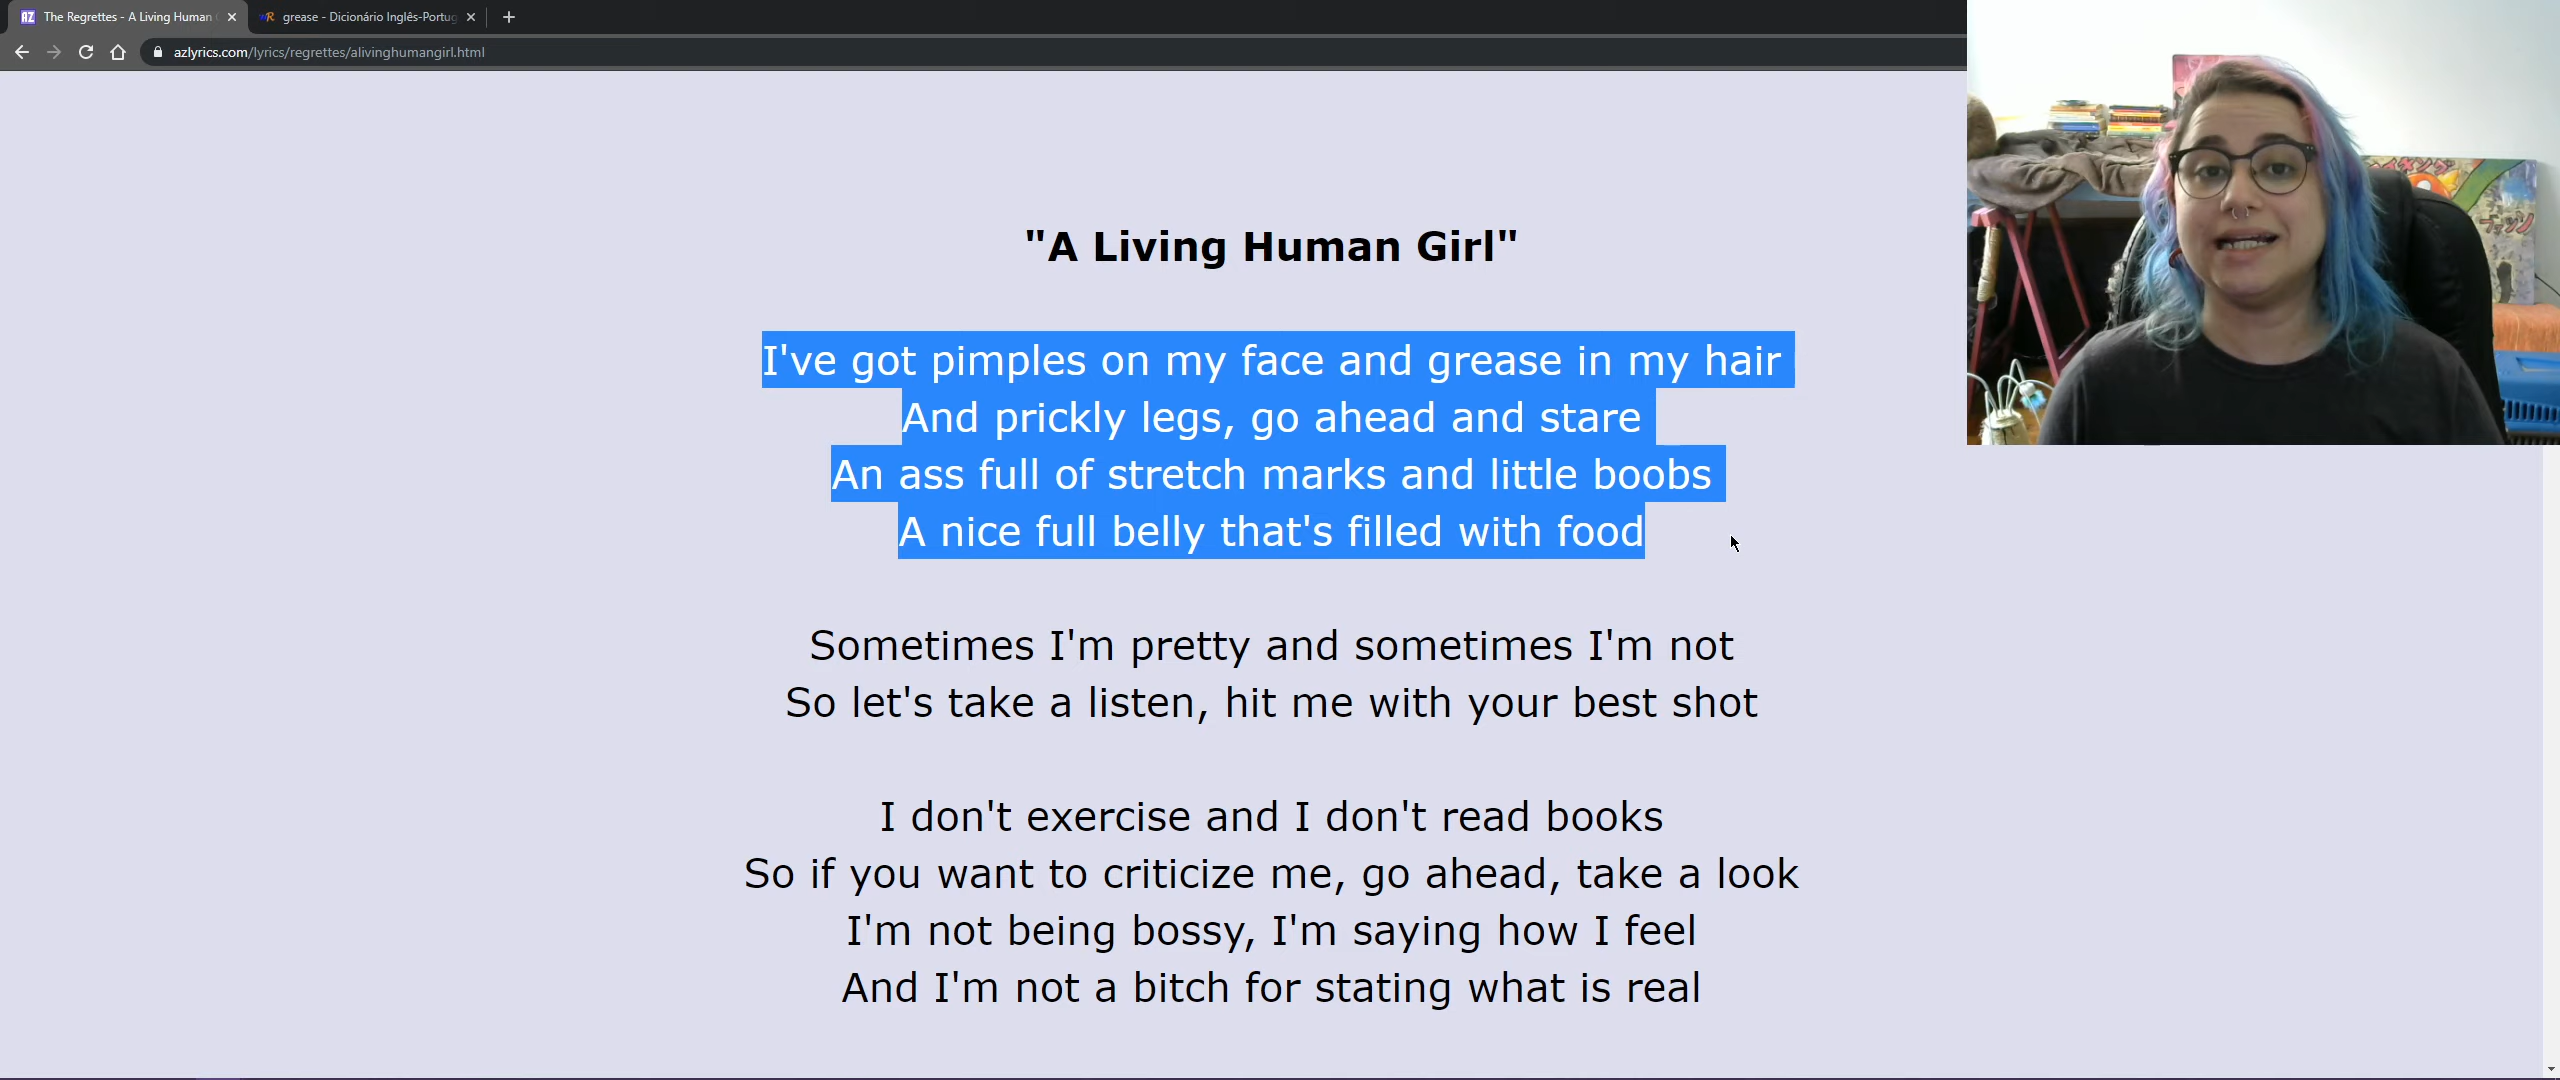 The Regrettes - A Living Human
grease - Dicionário Inglês-Portug
azlyrics.com/lyrics/regrettes/alivinghumangirl.html
"A Living Human Girl"
I've got pimples on my face and grease in my hair
And prickly legs, go ahead and stare
An ass full of stretch marks and little boobs
A nice full belly that's filled with food
Sometimes I'm pretty and sometimes I'm not
So let's take a listen, hit me with your best shot
I don't exercise and I don't read books
So if you want to criticize me, go ahead, take a look
I'm not being bossy, I'm saying how I feel
And I'm not a bitch for stating what is real